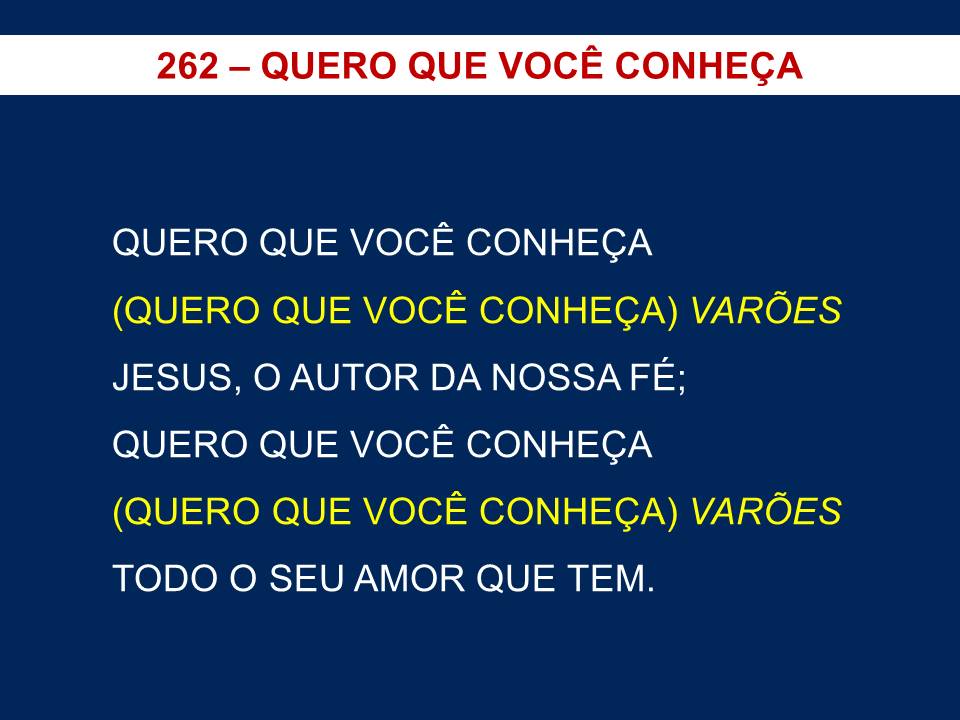 262 – QUERO QUE VOCÊ CONHEÇA
QUERO QUE VOCÊ CONHEÇA
(QUERO QUE VOCÊ CONHEÇA) VARÕES
JESUS, O AUTOR DA NOSSA FÉ;
QUERO QUE VOCÊ CONHEÇA
(QUERO QUE VOCÊ CONHEÇA) VARÕES
TODO O SEU AMOR QUE TEM.